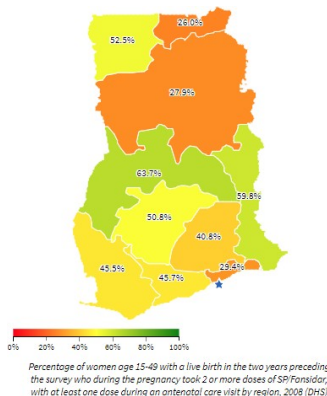 26.0%
52.5%
27.9%
63.7%
59.8%
50.8%
40.8%
29.4%
45.5%
45.7%
0% 20% 40% 60% 80% 100%
Percentage of women age 15-49 with a live birth in the two years preceding
the survey who during the pregnancy took 2 or more doses of SP/Fansidar,
with at least one dose during an antenatal care visit by region, 2008 (DHS)